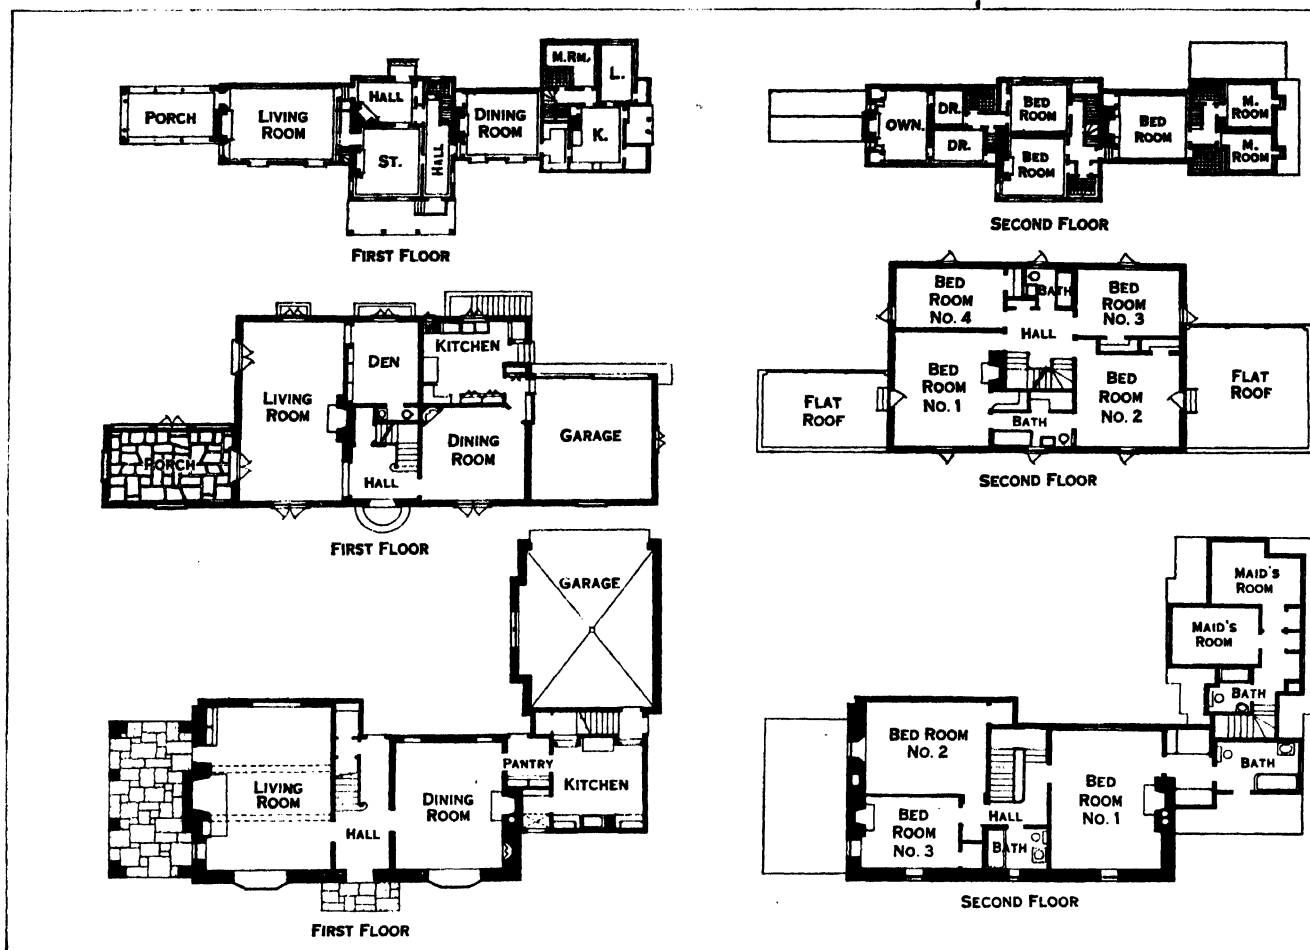 PORCH
LIVING
ROOM
HALL
ST.
HALL
DINING
ROOM
M.RM.
L.
K.
FIRST FLOOR
OWN.
DR.
DR.
BED
ROOM
BED
ROOM
BED
ROOM
M.
ROOM
M.
ROOM
SECOND FLOOR
PORCH
LIVING
ROOM
DEN
KITCHEN
HALL
DINING
ROOM
GARAGE
FIRST FLOOR
BED
ROOM
NO. 4
BATH
BED
ROOM
NO. 3
HALL
BED
ROOM
NO. 1
BED
ROOM
NO. 2
BATH
FLAT
ROOF
FLAT
ROOF
SECOND FLOOR
GARAGE
LIVING
ROOM
HALL
DINING
ROOM
PANTRY
KITCHEN
FIRST FLOOR
MAID'S
ROOM
MAID'S
ROOM
BATH
BED ROOM
NO. 2
BED
ROOM
NO. 3
HALL
BATH
BED
ROOM
NO. 1
BATH
SECOND FLOOR